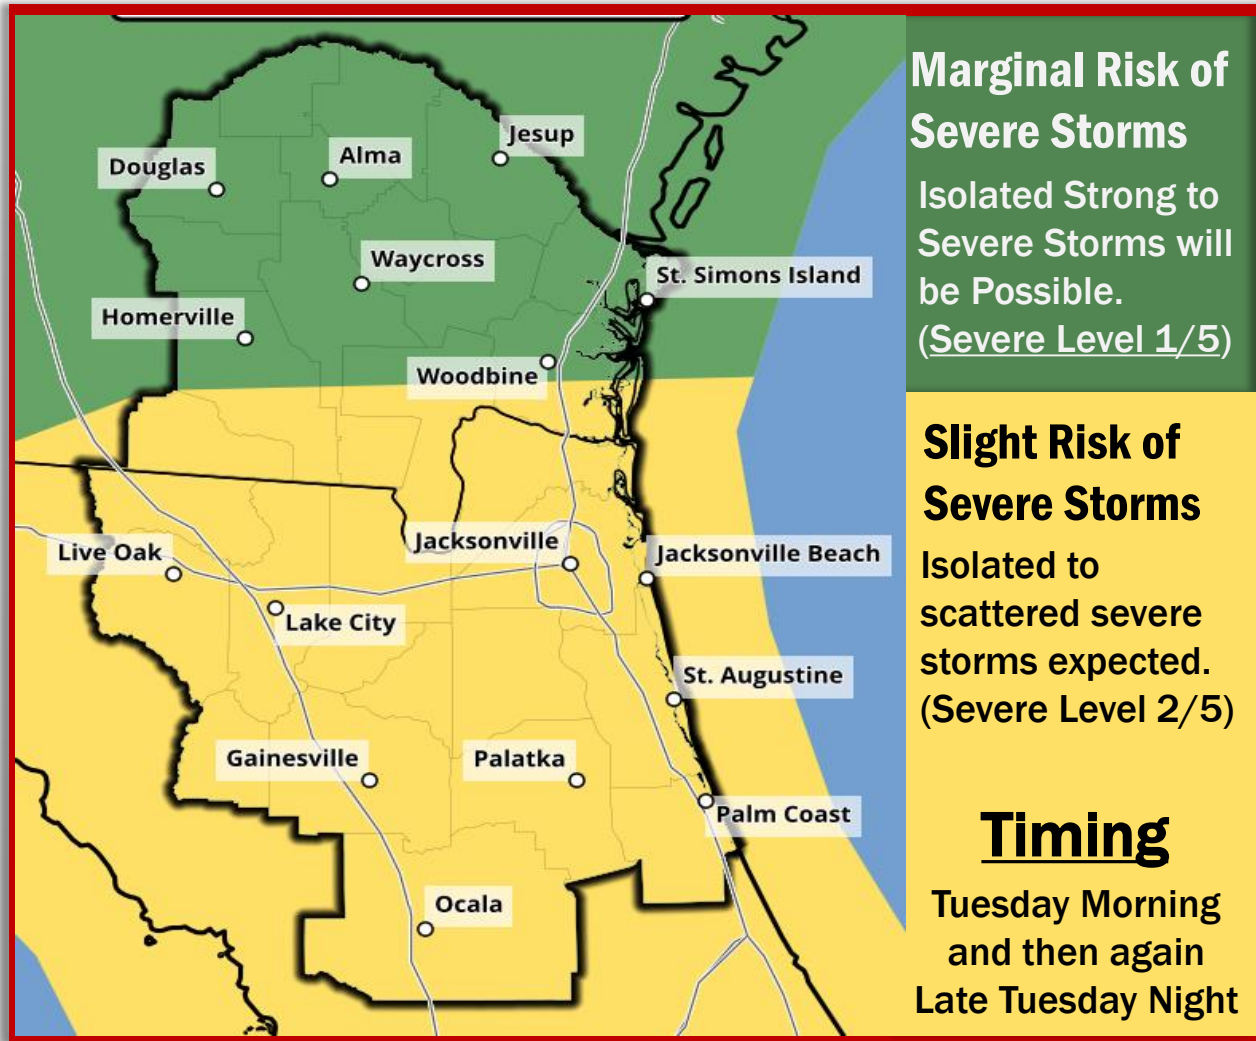 Jesup
Alma
Douglas
Waycross
St. Simons Island
Homerville
Woodbine
Jacksonville
Live Oak
Jacksonville Beach
Lake City
St. Augustine
Gainesville
Palatka
Palm Coast
Ocala
Marginal Risk of
Severe Storms
Isolated Strong to
Severe Storms will
be Possible.
(Severe Level 1/5)
Slight Risk of
Severe Storms
Isolated to
scattered severe
storms expected.
(Severe Level 2/5)
Timing
Tuesday Morning
and then again
Late Tuesday Night